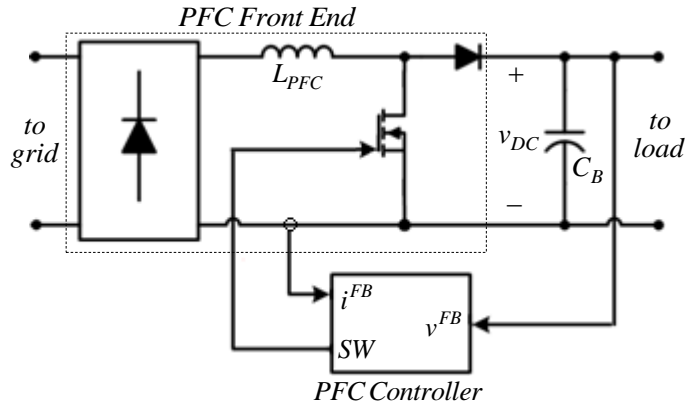 PFC Front End
L_PFC
to
grid
+
v_DC
−
C_B
to
load
i^FB
v^FB
SW
PFC Controller